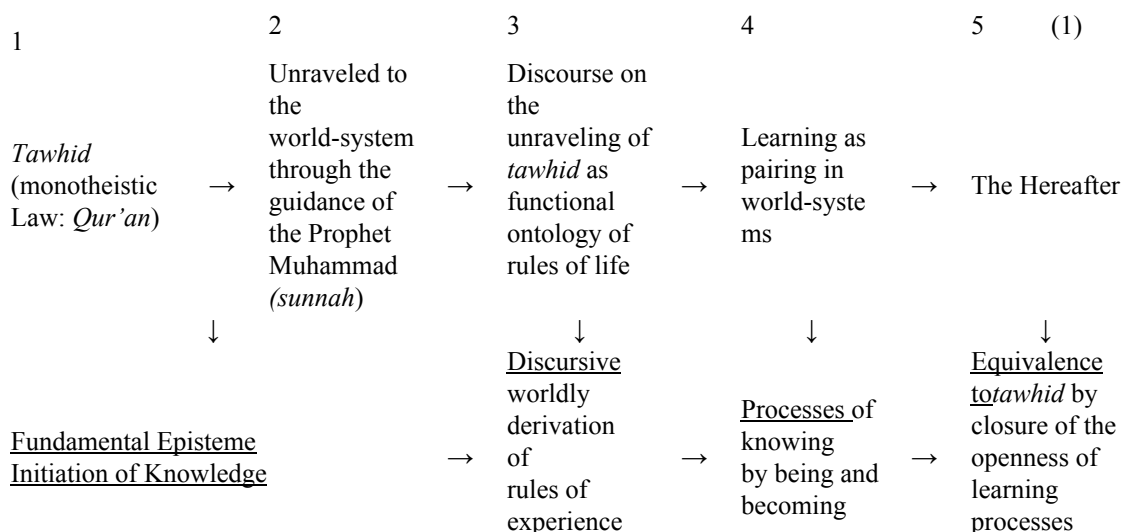 1
2
3
4
5 (1)
Tawhid
(monotheistic
Law: Qur’an)
→
Unraveled to
the
world-system
through the
guidance of
the Prophet
Muhammad
(sunnah)
→
Discourse on
the
unraveling of
tawhid as
functional
ontology of
rules of life
→
Learning as
pairing in
world-syste
ms
→
The Hereafter
↓
↓
↓
↓
Fundamental Episteme
Initiation of Knowledge
→
Discursive
worldly
derivation
of
rules of
experience
→
Processes of
knowing
by being and
becoming
→
Equivalence
totawhid by
closure of the
openness of
learning
processes